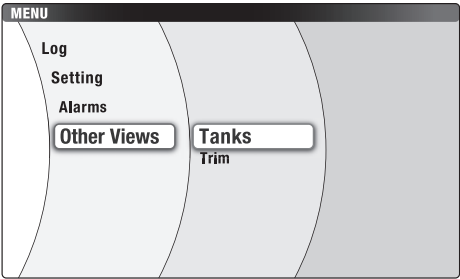 MENU
Log
Setting
Alarms
Other Views
Tanks
Trim